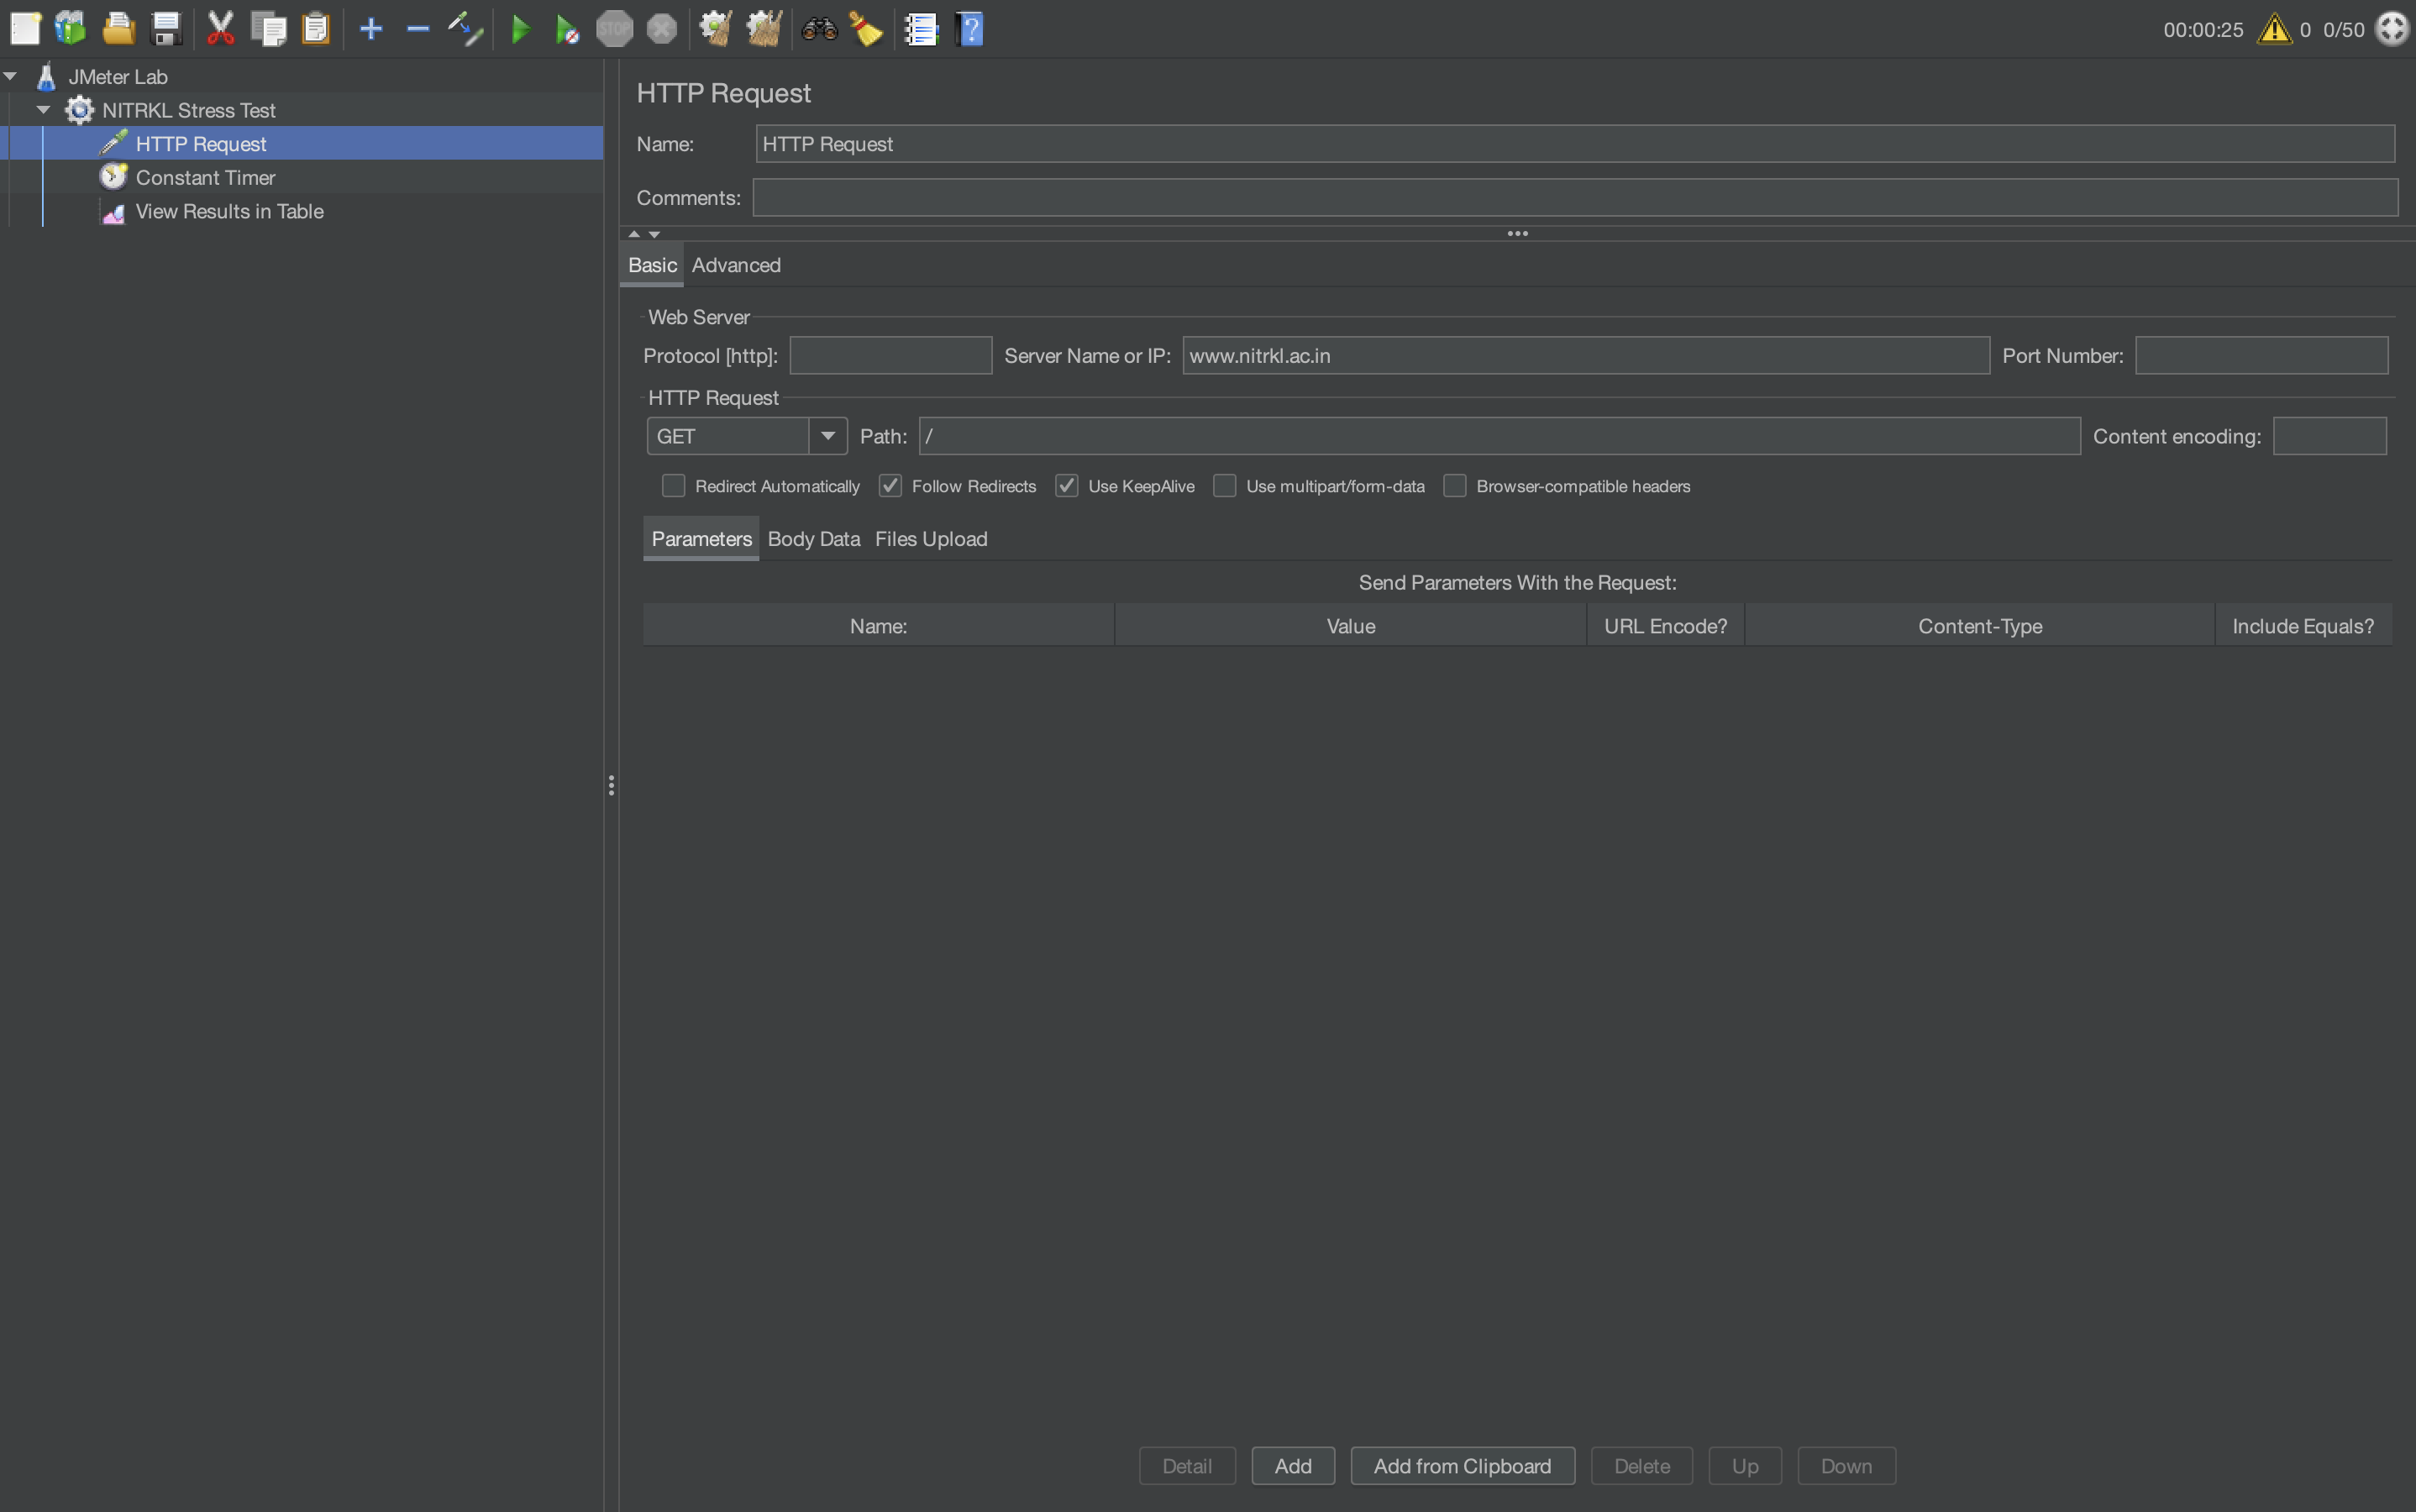 00:00:25 0 0/50
JMeter Lab
NITRKL Stress Test
HTTP Request
Constant Timer
View Results in Table
HTTP Request
Name: HTTP Request
Comments:
Basic Advanced
Web Server
Protocol [http]: Server Name or IP: www.nitrkl.ac.in Port Number:
HTTP Request
GET Path: / Content encoding:
Redirect Automatically Follow Redirects Use KeepAlive Use multipart/form-data Browser-compatible headers
Parameters Body Data Files Upload
Send Parameters With the Request:
Name: Value URL Encode? Content-Type Include Equals?
Detail Add Add from Clipboard Delete Up Down